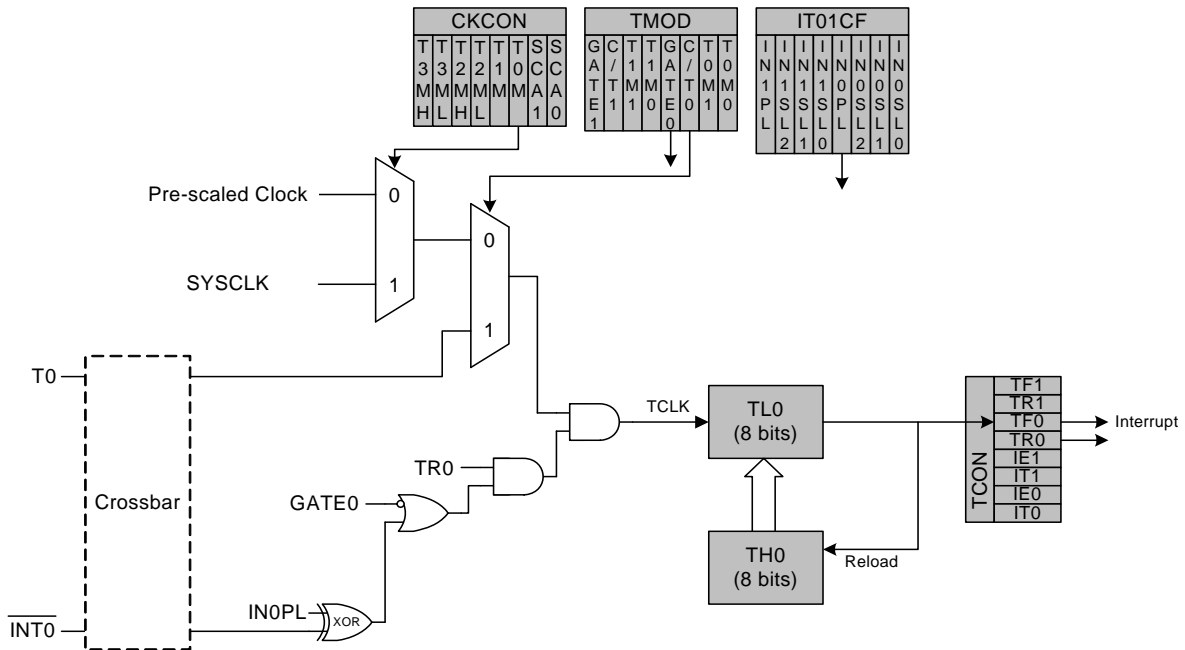 CKCON
T3MH T3ML T2MH T2ML T1M T0M SCA1 SCA0
TMOD
GATE1 C/T1 T1M1 T1M0 GATE0 C/T0 T0M1 T0M0
IT01CF
IN1PL IN1SL2 IN1SL1 IN1SL0 IN0PL IN0SL2 IN0SL1 IN0SL0
Pre-scaled Clock
0
SYSCLK
1
0
1
T0
Crossbar
INT0
GATE0
TR0
IN0PL
XOR
TCLK
TL0
(8 bits)
TH0
(8 bits)
Reload
TCON
TF1
TR1
TF0
TR0
IE1
IT1
IE0
IT0
Interrupt